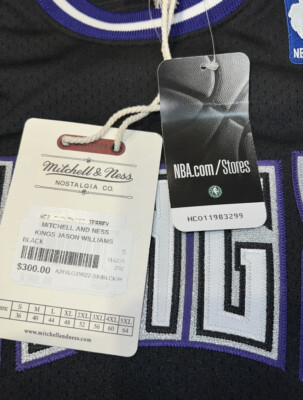 NB
Mitchell & Ness
NOSTALGIA CO.
MITCHELL AND NESS
KINGS JASON WILLIAMS
BLACK
S
$300.00
S M L XL 2XL 3XL 4XL 5XL
36 40 44 48 52 56 60 64
www.mitchellandness.com
NBA.com/Stores
HCO11983299